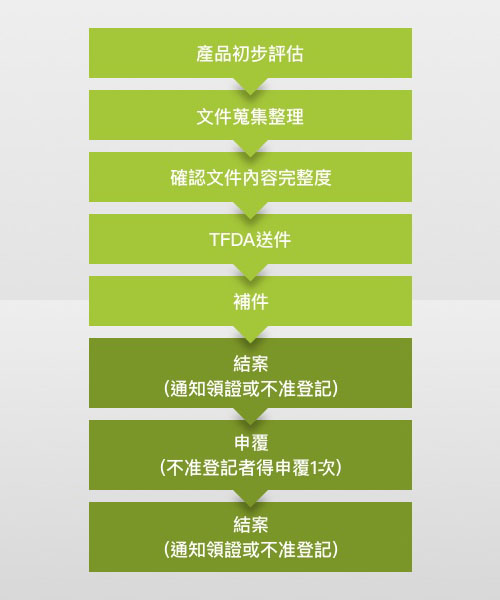 產品初步評估
文件蒐集整理
確認文件內容完整度
TFDA送件
補件
結案
(通知領證或不准登記)
申覆
(不准登記者得申覆1次)
結案
(通知領證或不准登記)